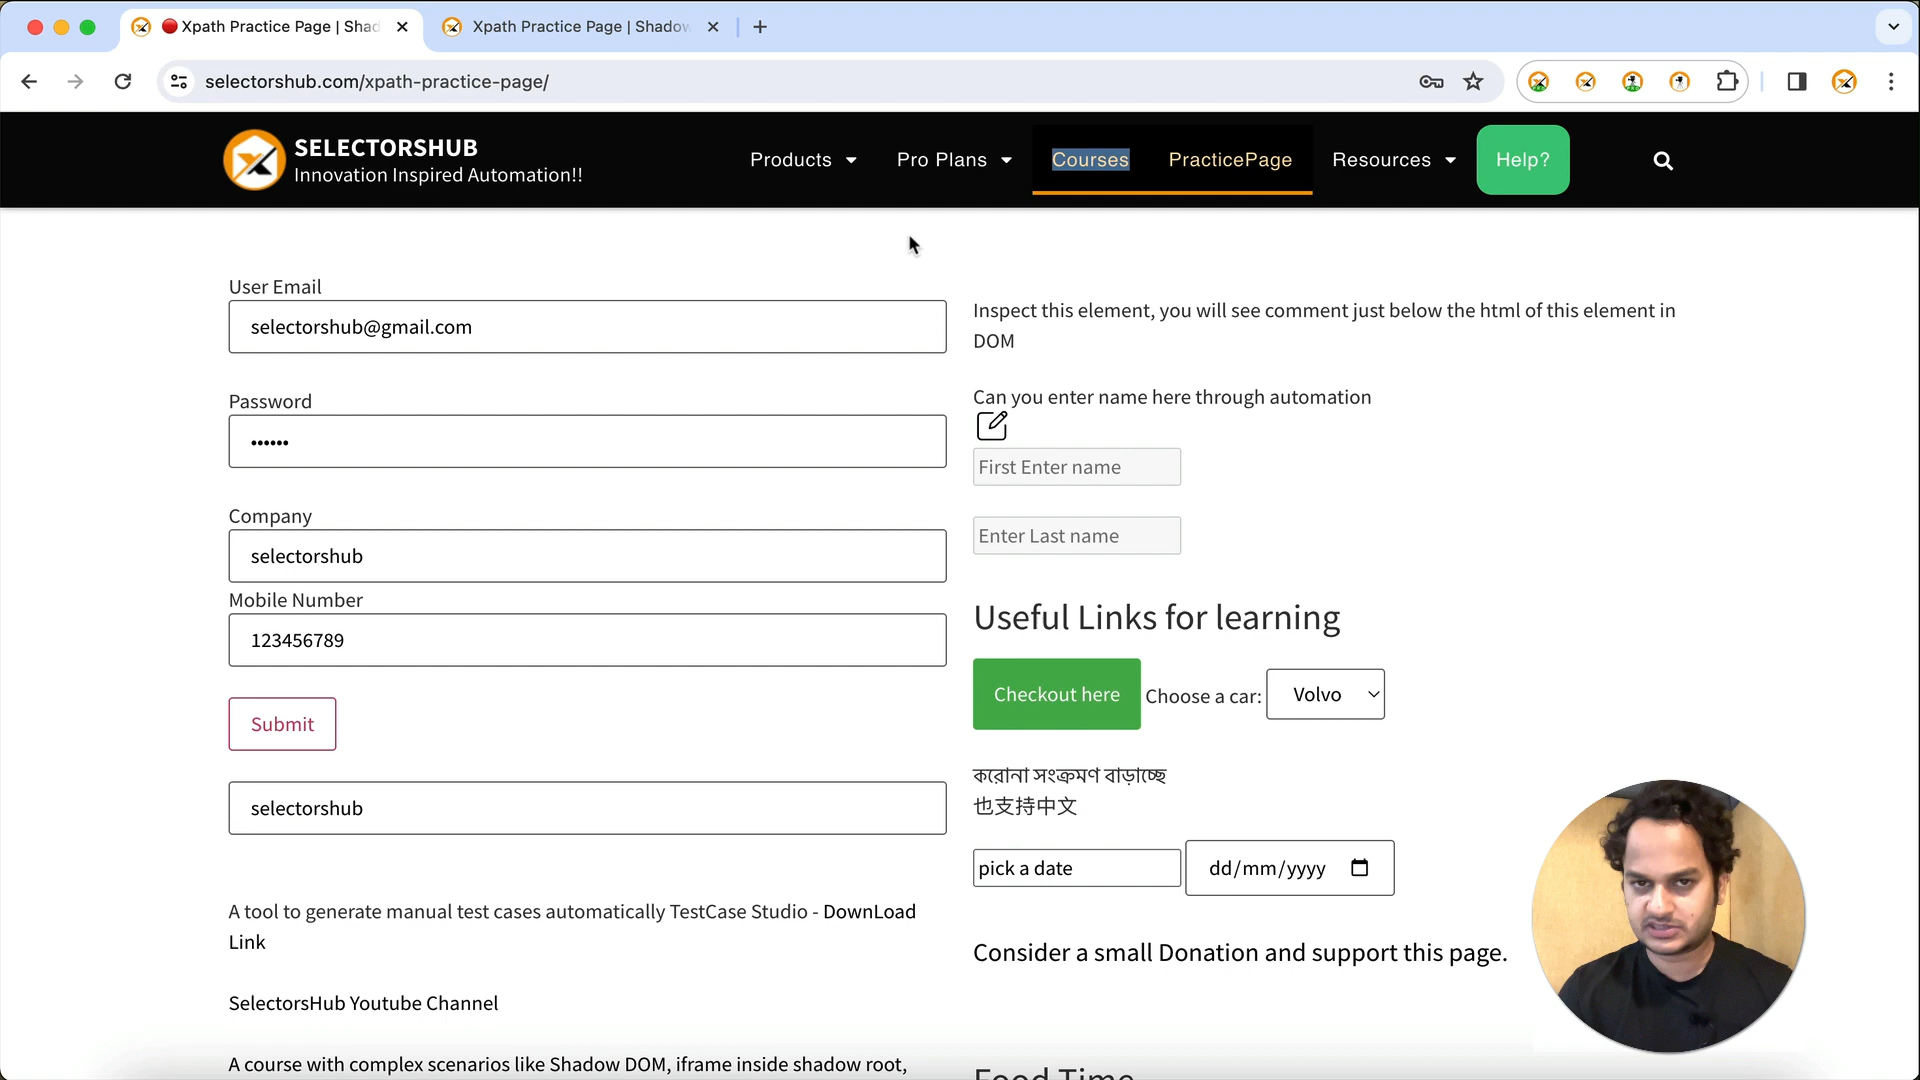 Xpath Practice Page | Shad
Xpath Practice Page | Shadow
selectorshub.com/xpath-practice-page/
SELECTORSHUB
Innovation Inspired Automation!!
Products
Pro Plans
Courses
PracticePage
Resources
Help?
User Email
selectorshub@gmail.com
Password
••••••
Company
selectorshub
Mobile Number
123456789
Submit
selectorshub
A tool to generate manual test cases automatically TestCase Studio - DownLoad
Link
SelectorsHub Youtube Channel
A course with complex scenarios like Shadow DOM, iframe inside shadow root,
Inspect this element, you will see comment just below the html of this element in
DOM
Can you enter name here through automation
First Enter name
Enter Last name
Useful Links for learning
Checkout here
Choose a car:
Volvo
করোনা সংক্রমণ বাড়াচ্ছে
也支持中文
pick a date
dd/mm/yyyy
Consider a small Donation and support this page.
Food Time